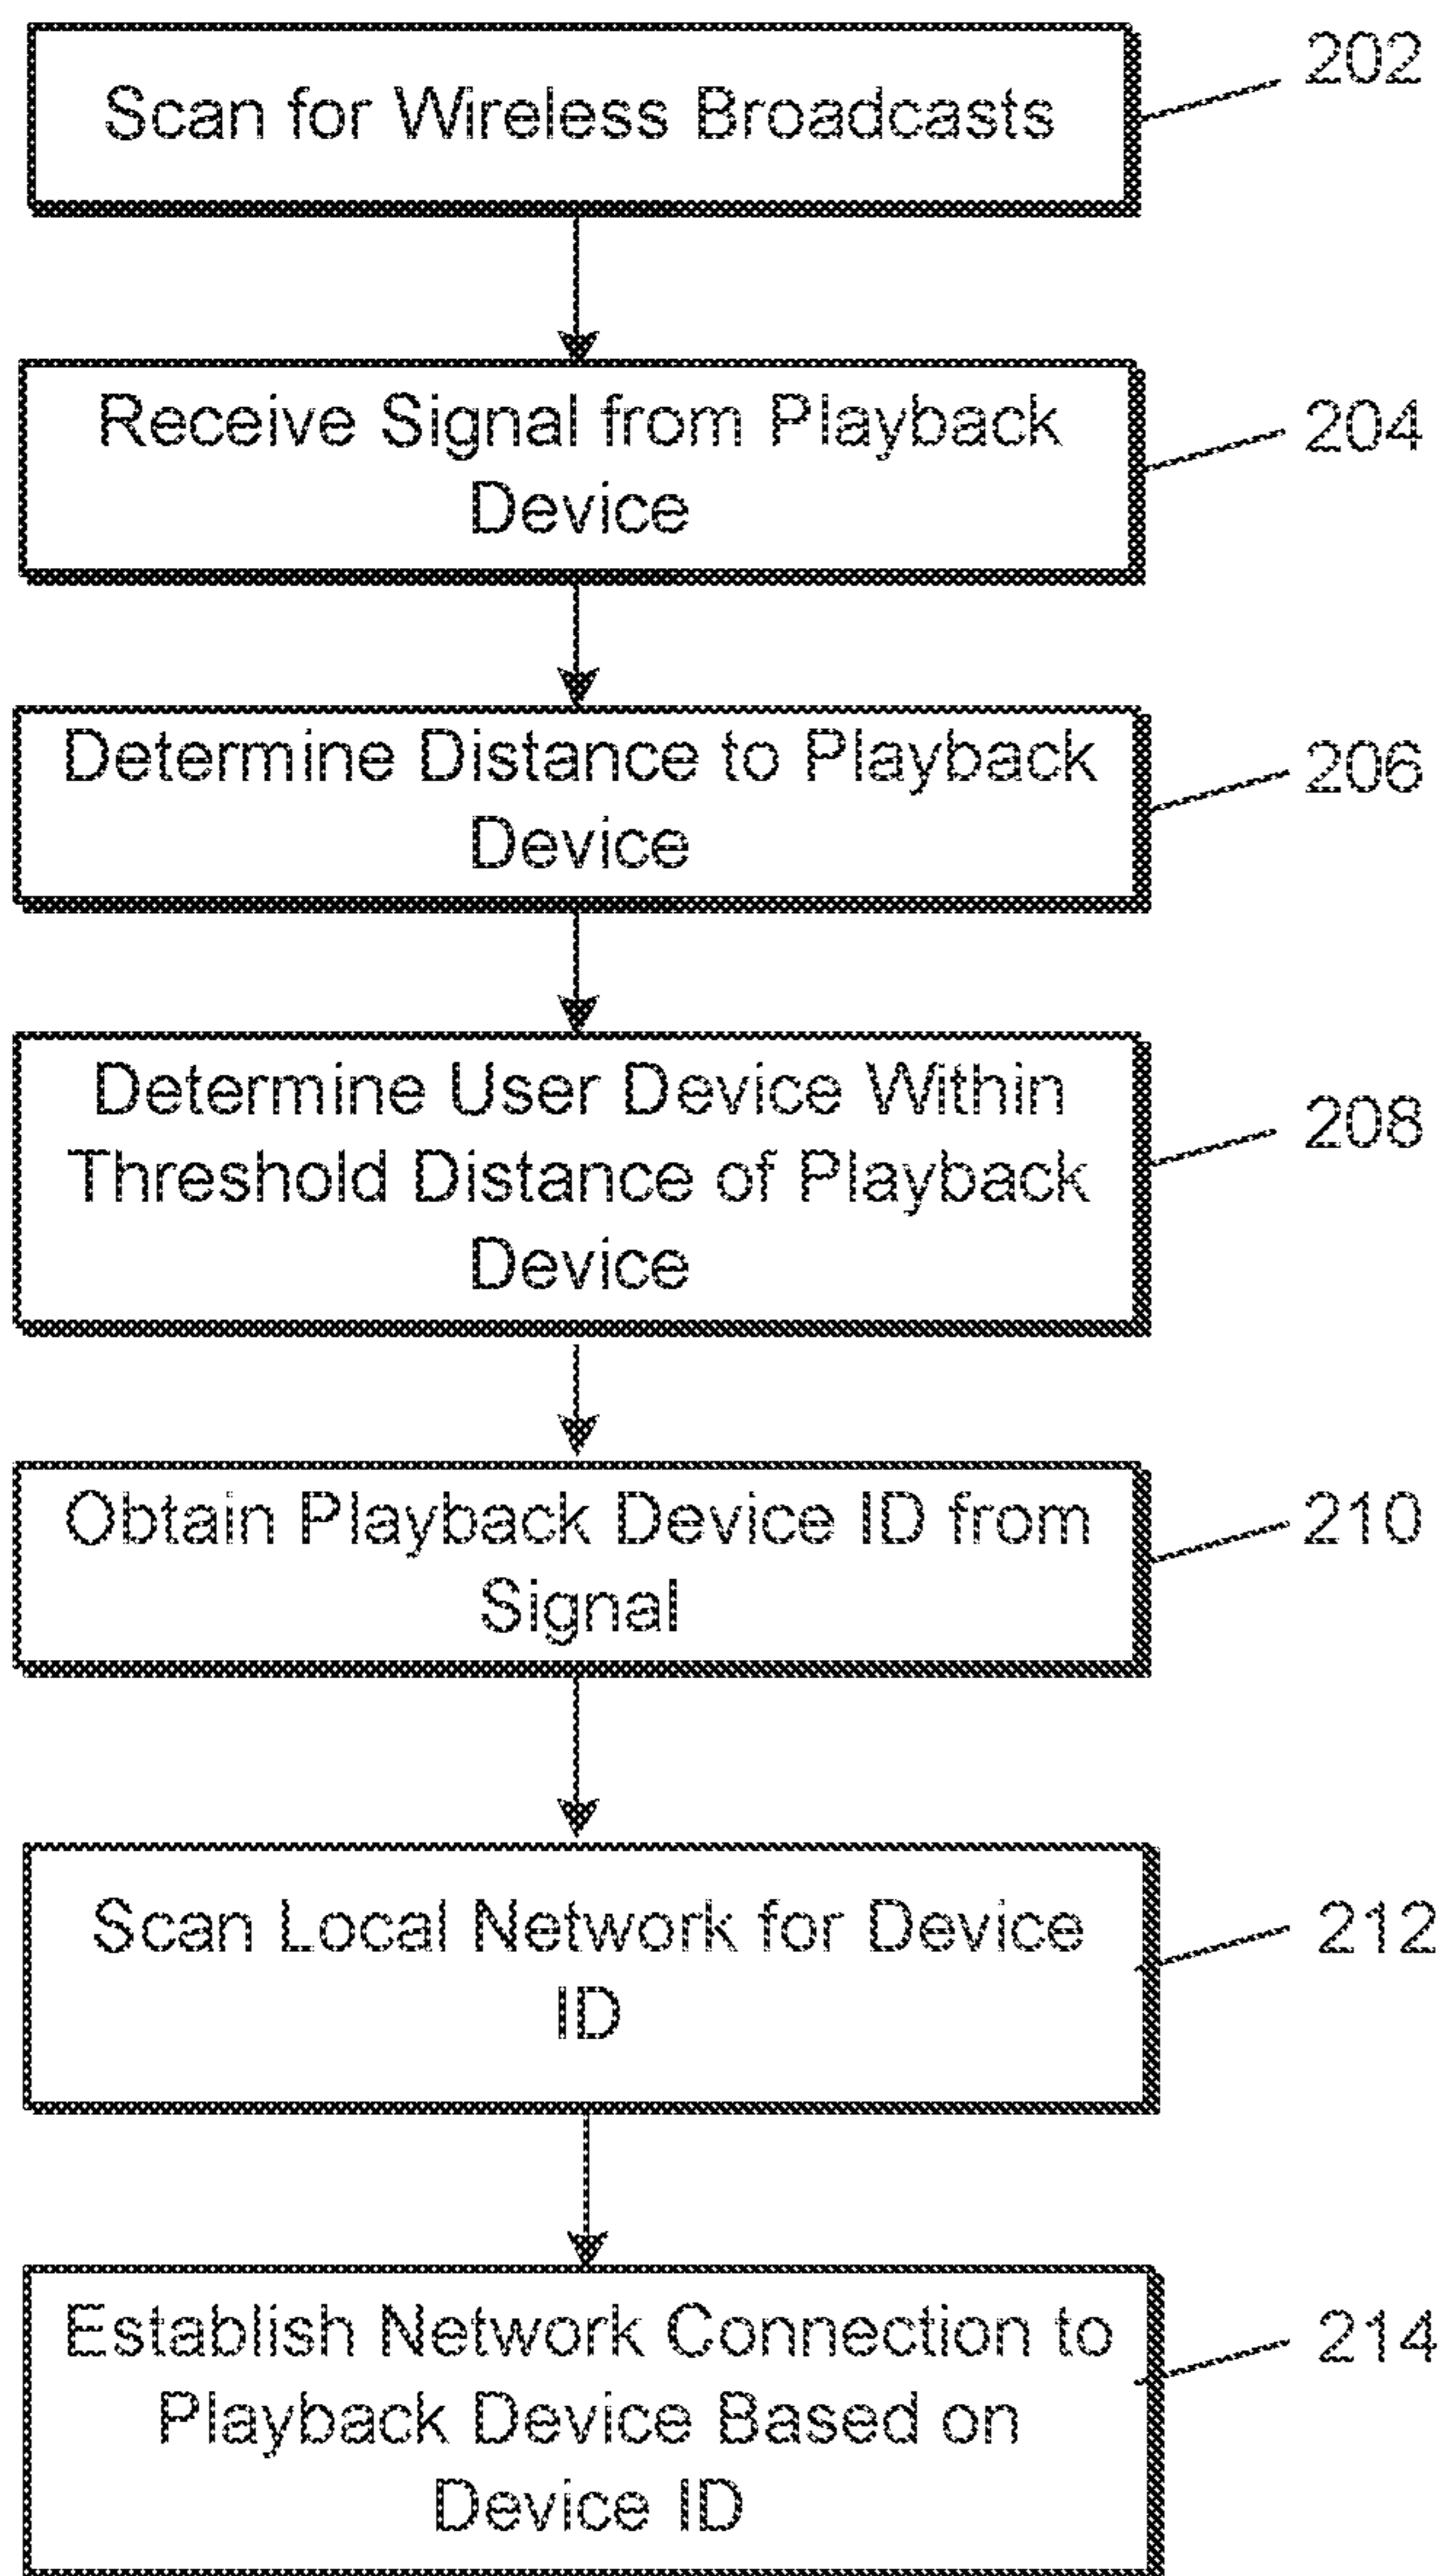 Scan for Wireless Broadcasts
202
Receive Signal from Playback
Device
204
Determine Distance to Playback
Device
206
Determine User Device Within
Threshold Distance of Playback
Device
208
Obtain Playback Device ID from
Signal
210
Scan Local Network for Device
ID
212
Establish Network Connection to
Playback Device Based on
Device ID
214